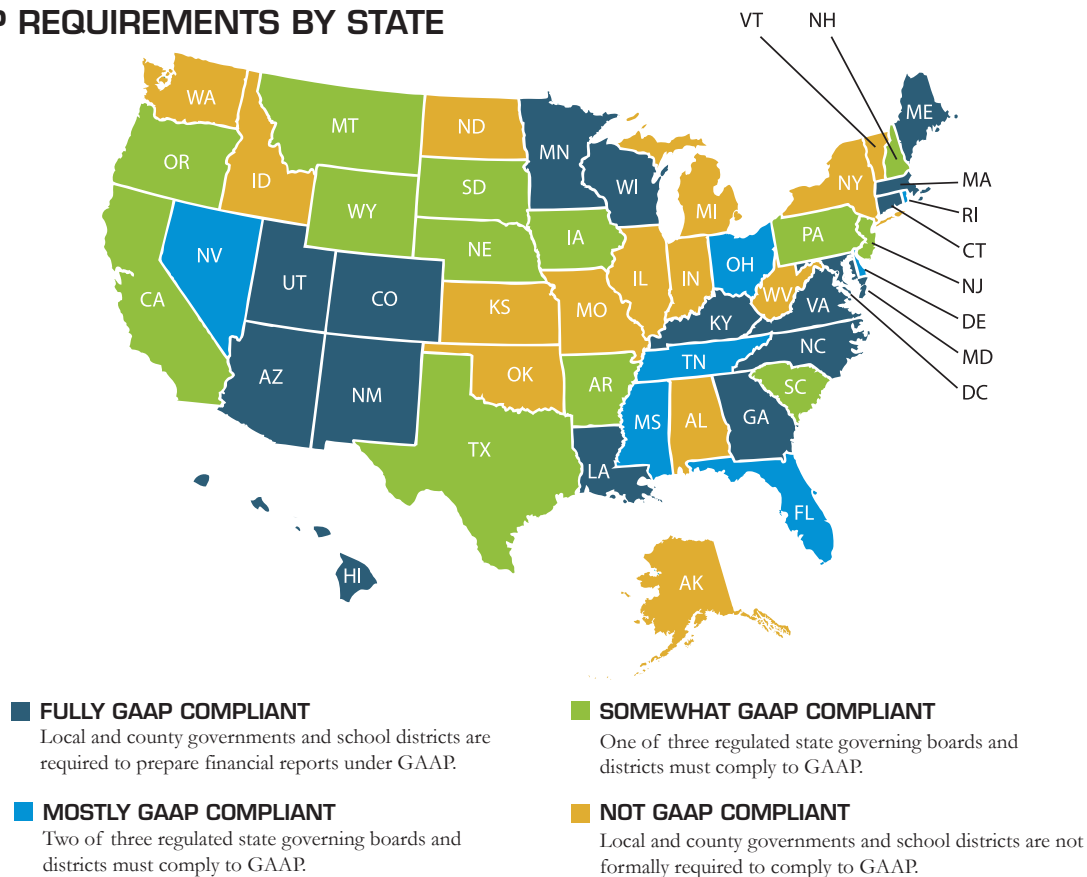 P REQUIREMENTS BY STATE
VT
NH
WA
MT
ND
MN
ME
OR
ID
SD
WI
MA
WY
MI
NY
RI
NE
IA
PA
CT
NV
OH
NJ
UT
IL
IN
CA
CO
WV
DE
KS
MO
VA
KY
MD
NC
TN
AZ
OK
DC
NM
AR
SC
MS
AL
GA
TX
LA
FL
HI
AK
FULLY GAAP COMPLIANT
Local and county governments and school districts are
required to prepare financial reports under GAAP.
MOSTLY GAAP COMPLIANT
Two of three regulated state governing boards and
districts must comply to GAAP.
SOMEWHAT GAAP COMPLIANT
One of three regulated state governing boards and
districts must comply to GAAP.
NOT GAAP COMPLIANT
Local and county governments and school districts are not
formally required to comply to GAAP.